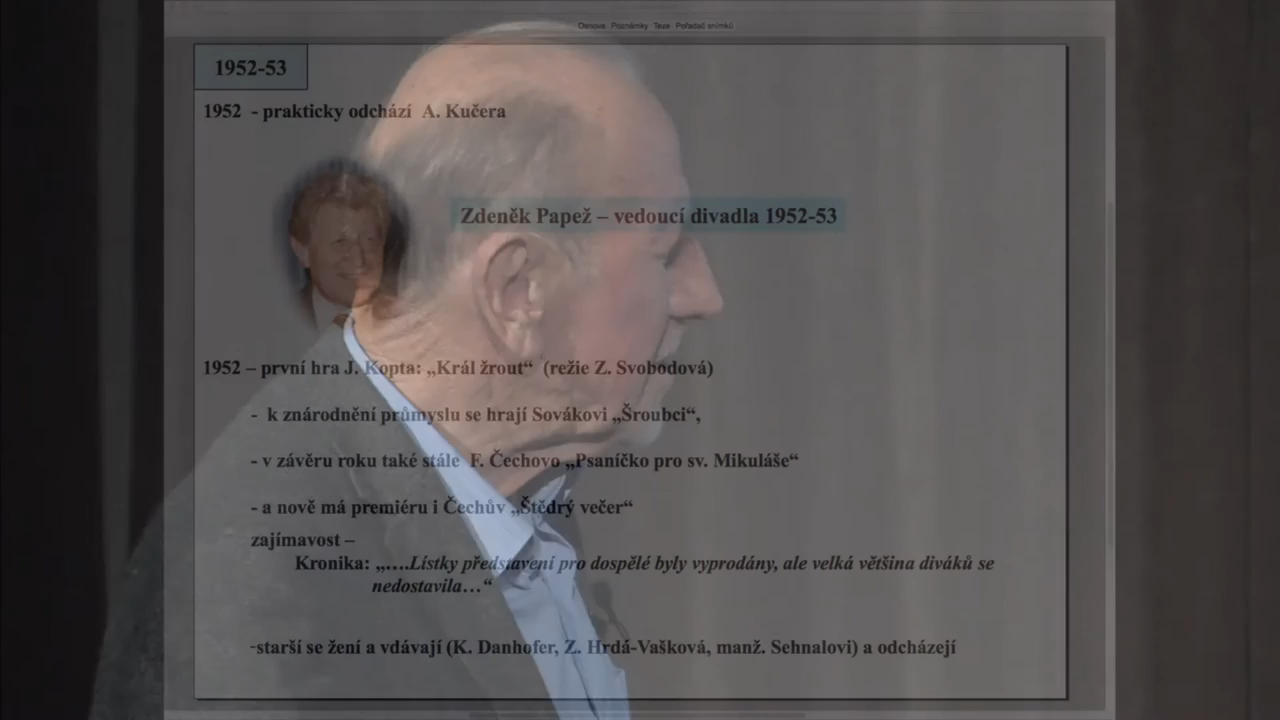 Osnova Poznámky Teze Pořadač snímků
1952-53
1952 - prakticky odchází A. Kučera
Zdeněk Papež – vedoucí divadla 1952-53
1952 – první hra J. Kopta: „Král žrout“ (režie Z. Svobodová)
- k znárodnění průmyslu se hrají Sovákovi „Šroubci“,
- v závěru roku také stále F. Čechovo „Psaníčko pro sv. Mikuláše“
- a nově má premiéru i Čechův „Štědrý večer“
zajímavost –
Kronika: „….Lístky představení pro dospělé byly vyprodány, ale velká většina diváků se
nedostavila…“
-starší se žení a vdávají (K. Danhofer, Z. Hrdá-Vašková, manž. Sehnalovi) a odcházejí